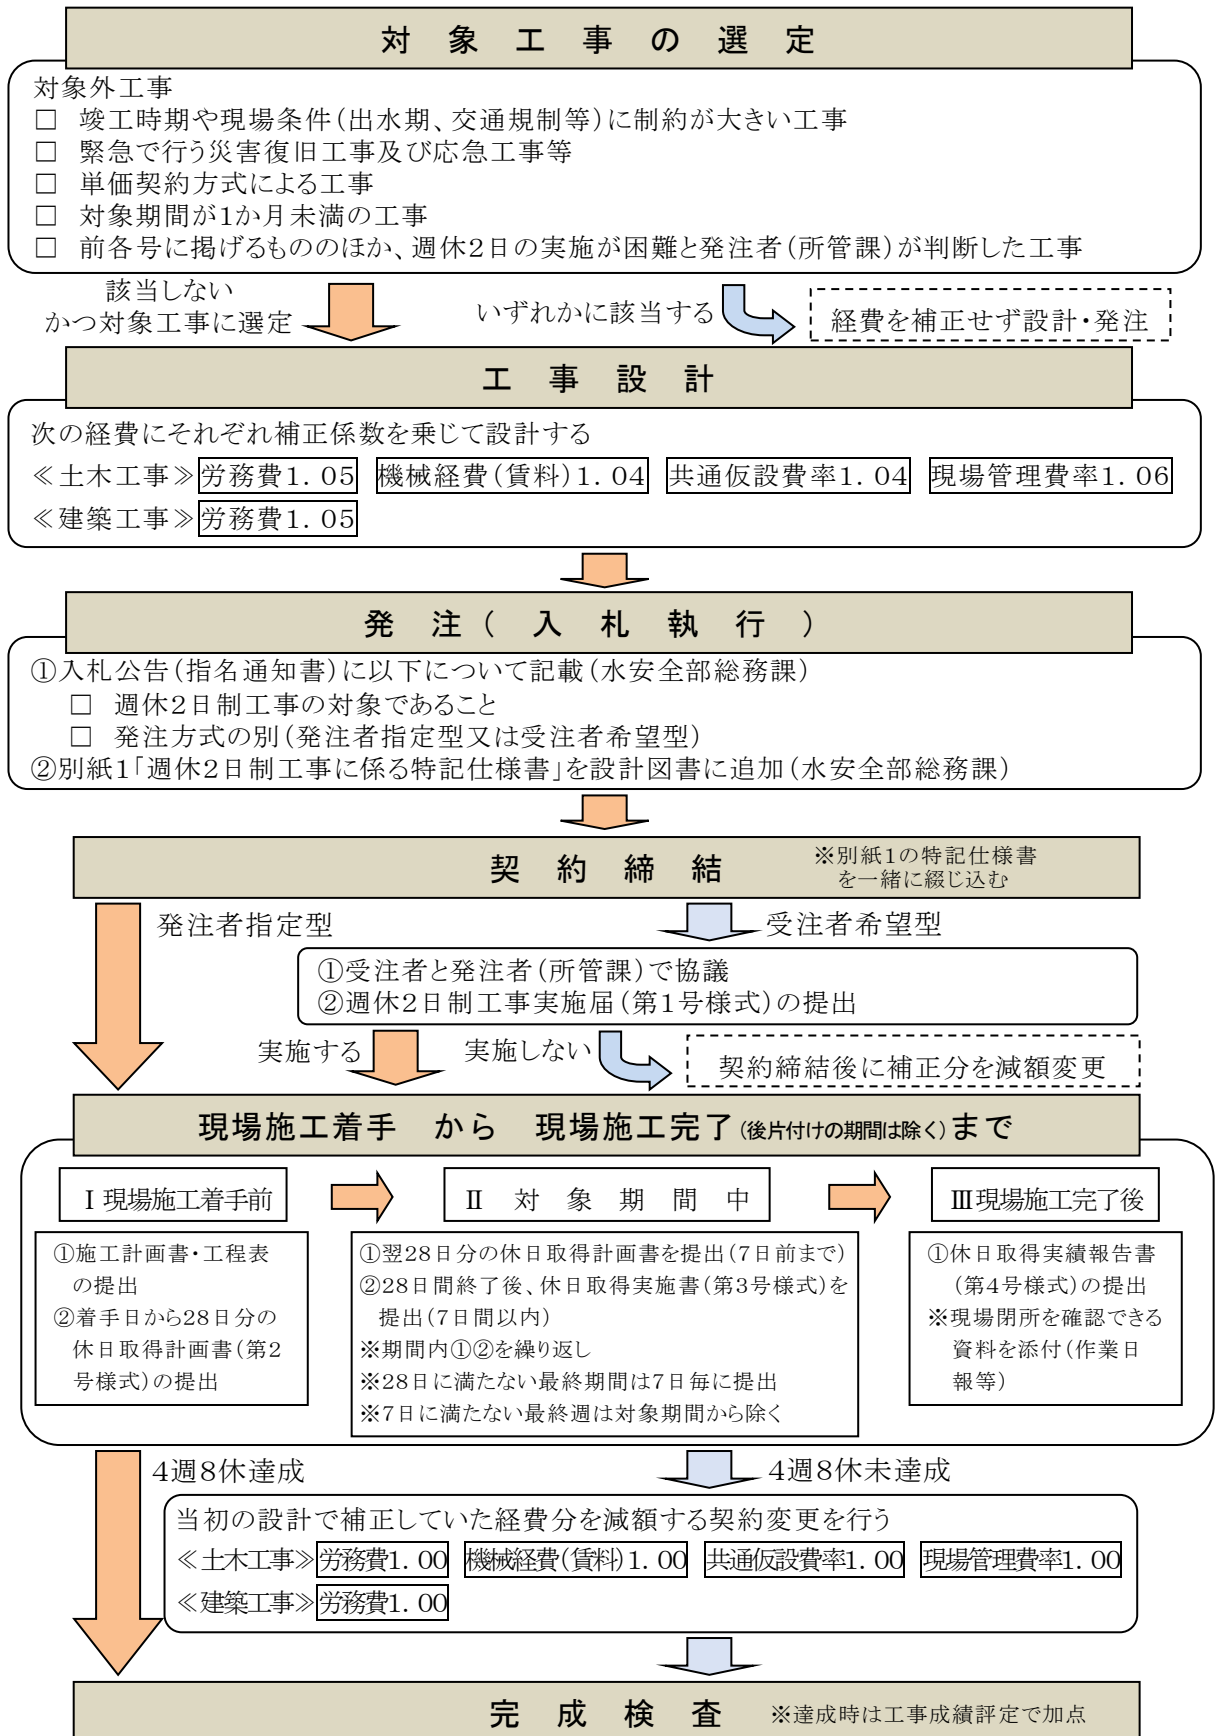 対象工事の選定
対象外工事
□ 竣工時期や現場条件(出水期、交通規制等)に制約が大きい工事
□ 緊急で行う災害復旧工事及び応急工事等
□ 単価契約方式による工事
□ 対象期間が1か月未満の工事
□ 前各号に掲げるもののほか、週休2日の実施が困難と発注者(所管課)が判断した工事
該当しない
かつ対象工事に選定
いずれかに該当する
経費を補正せず設計・発注
工事設計
次の経費にそれぞれ補正係数を乗じて設計する
≪土木工事≫労務費1.05 機械経費(賃料)1.04 共通仮設費率1.04 現場管理費率1.06
≪建築工事≫労務費1.05
発注(入札執行)
①入札公告(指名通知書)に以下について記載(水安全部総務課)
□ 週休2日制工事の対象であること
□ 発注方式の別(発注者指定型又は受注者希望型)
②別紙1「週休2日制工事に係る特記仕様書」を設計図書に追加(水安全部総務課)
契約締結
※別紙1の特記仕様書
を一緒に綴じ込む
発注者指定型
受注者希望型
①受注者と発注者(所管課)で協議
②週休2日制工事実施届(第1号様式)の提出
実施する
実施しない
契約締結後に補正分を減額変更
現場施工着手 から 現場施工完了(後片付けの期間は除く)まで
Ⅰ現場施工着手前
①施工計画書・工程表
の提出
②着手日から28日分の
休日取得計画書(第2
号様式)の提出
Ⅱ 対象期間中
①翌28日分の休日取得計画書を提出(7日前まで)
②28日間終了後、休日取得実施書(第3号様式)を
提出(7日間以内)
※期間内①②を繰り返し
※28日に満たない最終期間は7日毎に提出
※7日に満たない最終週は対象期間から除く
Ⅲ現場施工完了後
①休日取得実績報告書
(第4号様式)の提出
※現場閉所を確認できる
資料を添付(作業日
報等)
4週8休達成
4週8休未達成
当初の設計で補正していた経費分を減額する契約変更を行う
≪土木工事≫労務費1.00 機械経費(賃料)1.00 共通仮設費率1.00 現場管理費率1.00
≪建築工事≫労務費1.00
完成検査 ※達成時は工事成績評定で加点